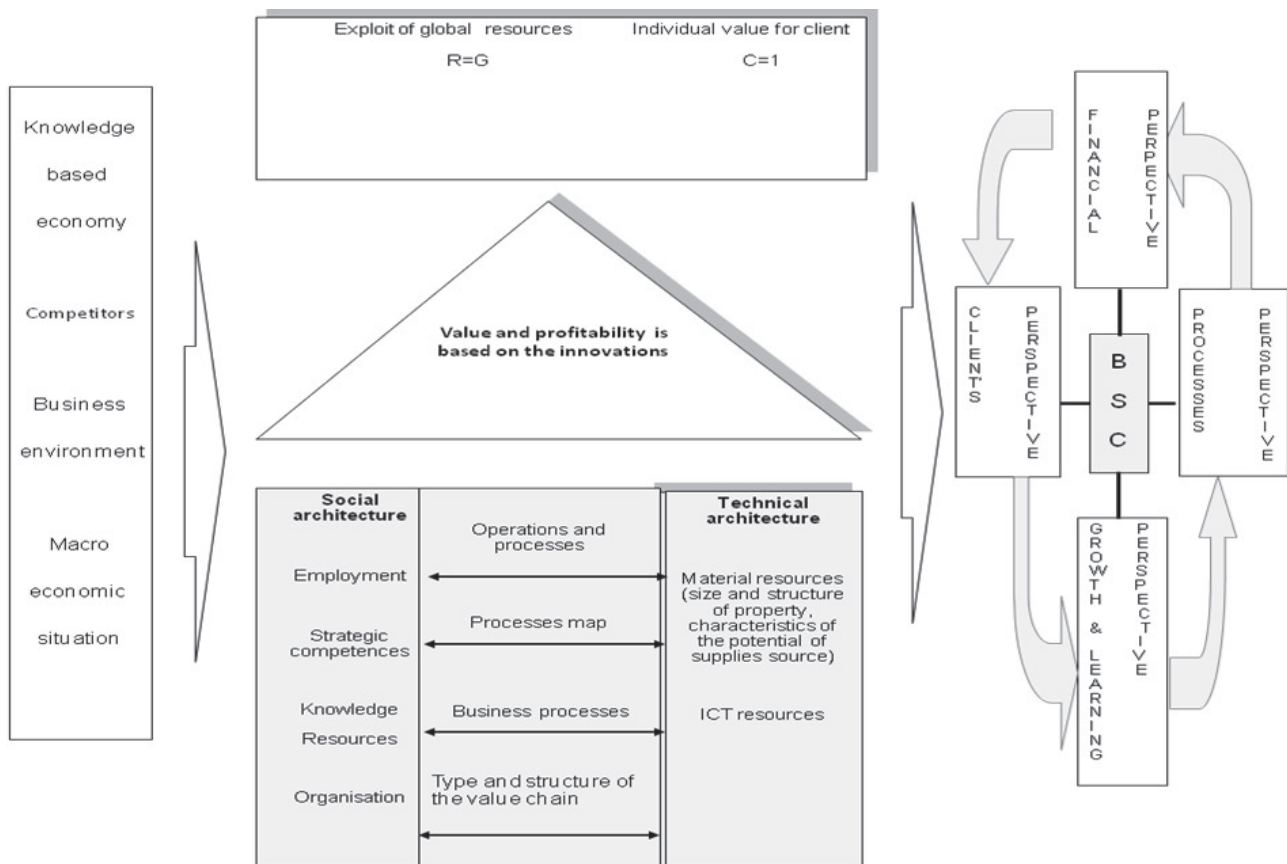 Exploit of global resources
R=G
Individual value for client
C=1
Knowledge
based
economy
Competitors
Business
environment
Macro
economic
situation
Value and profitability is
based on the innovations
Social
architecture
Employment
Strategic
competences
Knowledge
Resources
Organisation
Operations and
processes
Processes map
Business processes
Type and structure of
the value chain
Technical
architecture
Material resources
(size and structure
of property,
characteristics of
the potential of
supplies source)
ICT resources
FINANCIAL
PERPECTIVE
CLIENT'S
PERSPECTIVE
BSC
PROCESSES
PERSPECTIVE
GROWTH & LEARNING
PERSPECTIVE